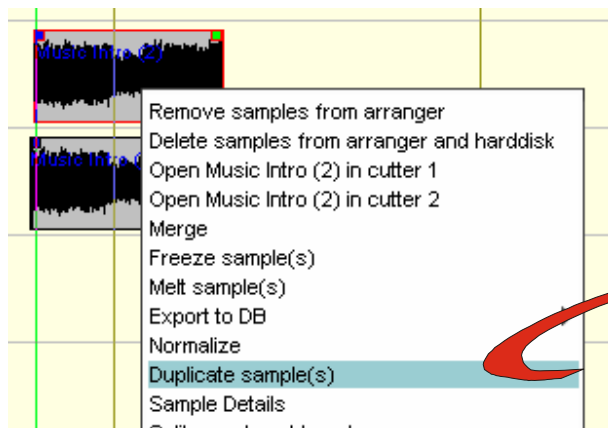 Music Intro (2)
Music Int
Remove samples from arranger
Delete samples from arranger and harddisk
Open Music Intro (2) in cutter 1
Open Music Intro (2) in cutter 2
Merge
Freeze sample(s)
Melt sample(s)
Export to DB
Normalize
Duplicate sample(s)
Sample Details